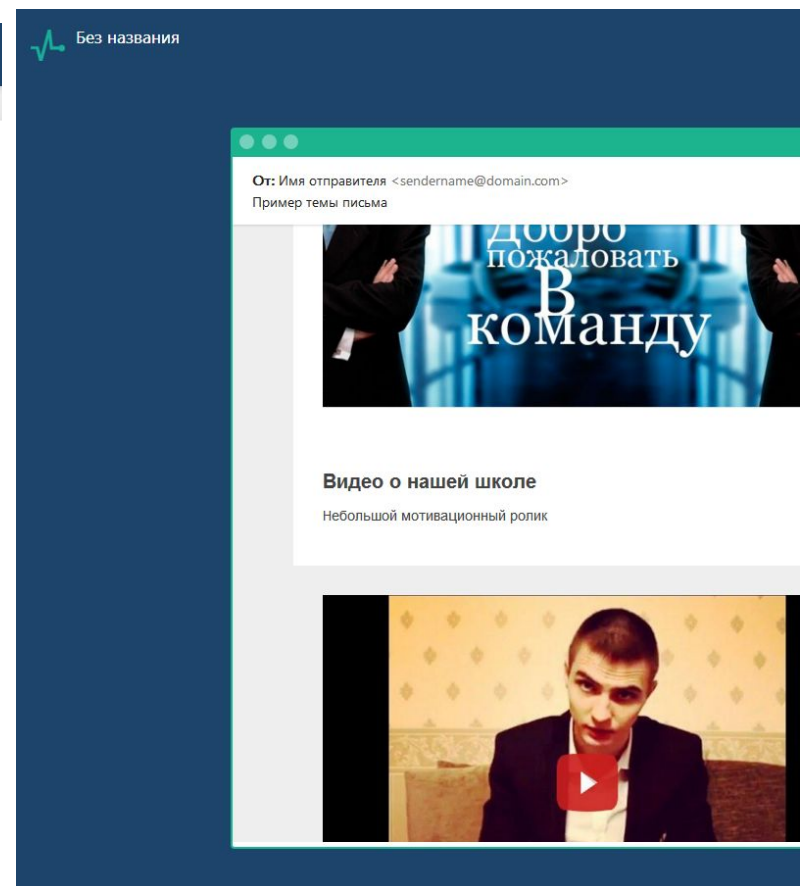 Без названия
От: Имя отправителя <sendername@domain.com>
Пример темы письма
Добро
пожаловать
В
команду
Видео о нашей школе
Небольшой мотивационный ролик